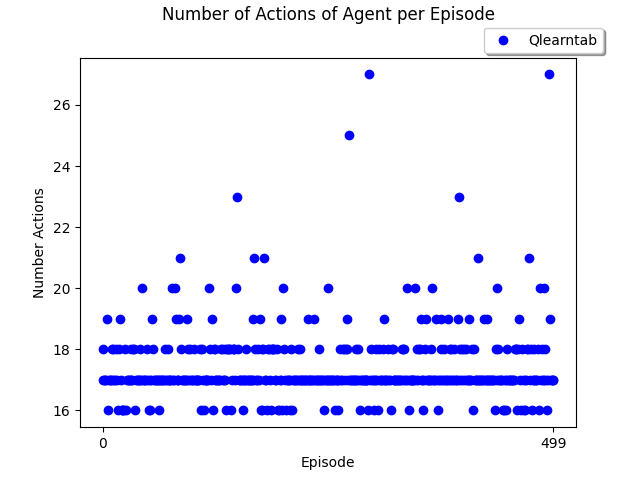 Number of Actions of Agent per Episode
Qlearntab
26
24
22
20
18
16
Number Actions
0
499
Episode